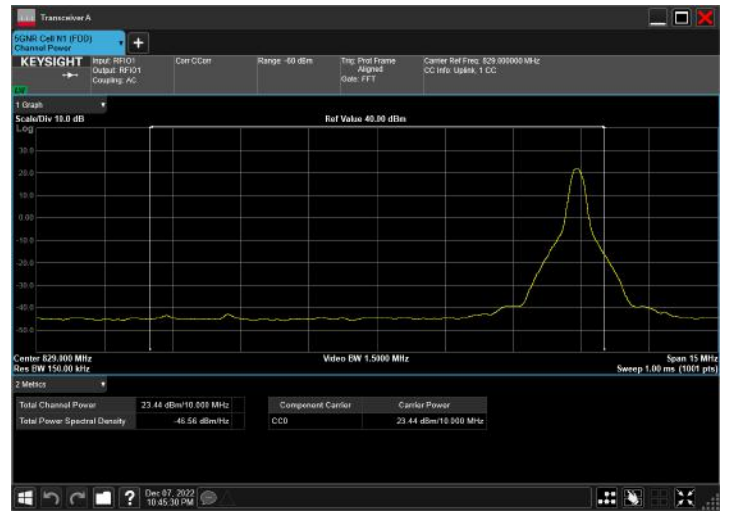 Transceiver A
5GNR Cell N1 (FDD)
Channel Power
KEYSIGHT
Input: RFIO1
Output: RFIO1
Coupling: AC
Corr CCorr
Range -60 dBm
Trig: Prot Frame
Aligned
Gate: FFT
Carrier Ref Freq: 829.000000 MHz
CC Info: Uplink, 1 CC
1 Graph
Scale/Div 10.0 dB
Ref Value 40.00 dBm
Log
30.0
20.0
10.0
0.00
-10.0
-20.0
-30.0
-40.0
-50.0
Center 829.000 MHz
Video BW 1.5000 MHz
Span 15 MHz
Res BW 150.00 kHz
Sweep 1.00 ms (1001 pts)
2 Metrics
Total Channel Power 23.44 dBm/10.000 MHz
Total Power Spectral Density -46.56 dBm/Hz
Component Carrier Carrier Power
CC0 23.44 dBm/10.000 MHz
Dec 07, 2022
10:45:30 PM